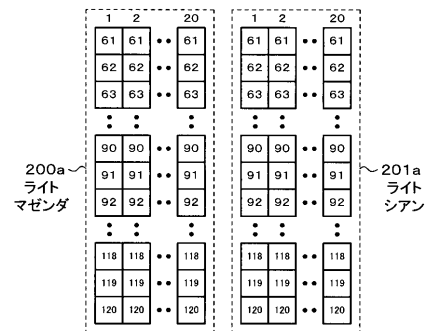 1 2 20 1 2 20
61 61 ・・ 61 61 61 ・・ 61
62 62 ・・ 62 62 62 ・・ 62
63 63 ・・ 63 63 63 ・・ 63
90 90 ・・ 90 90 90 ・・ 90
200a 91 91 ・・ 91 91 91 ・・ 91 201a
ライト 92 92 ・・ 92 92 92 ・・ 92 ライト
マゼンダ シアン
118 118 ・・ 118 118 118 ・・ 118
119 119 ・・ 119 119 119 ・・ 119
120 120 ・・ 120 120 120 ・・ 120